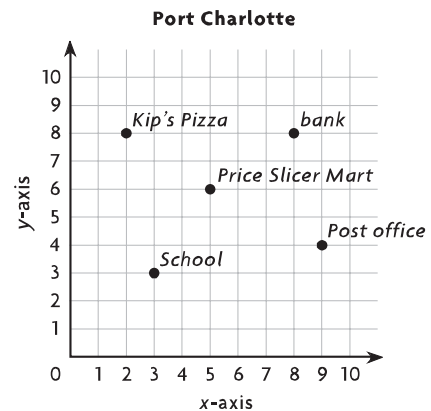 Port Charlotte
10
9
8
7
6
5
4
3
2
1
Kip's Pizza
bank
Price Slicer Mart
Post office
School
y-axis
0 1 2 3 4 5 6 7 8 9 10
x-axis